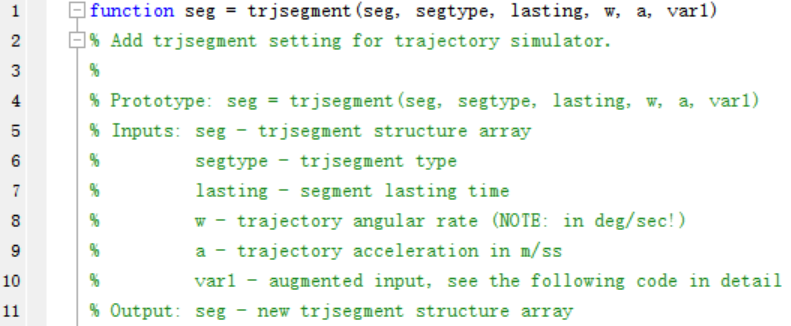 1 function seg = trjsegment(seg, segtype, lasting, w, a, var1)
2 % Add trjsegment setting for trajectory simulator.
3 %
4 % Prototype: seg = trjsegment(seg, segtype, lasting, w, a, var1)
5 % Inputs: seg - trjsegment structure array
6 %         segtype - trjsegment type
7 %         lasting - segment lasting time
8 %         w - trajectory angular rate (NOTE: in deg/sec!)
9 %         a - trajectory acceleration in m/ss
10 %         var1 - augmented input, see the following code in detail
11 % Output: seg - new trjsegment structure array